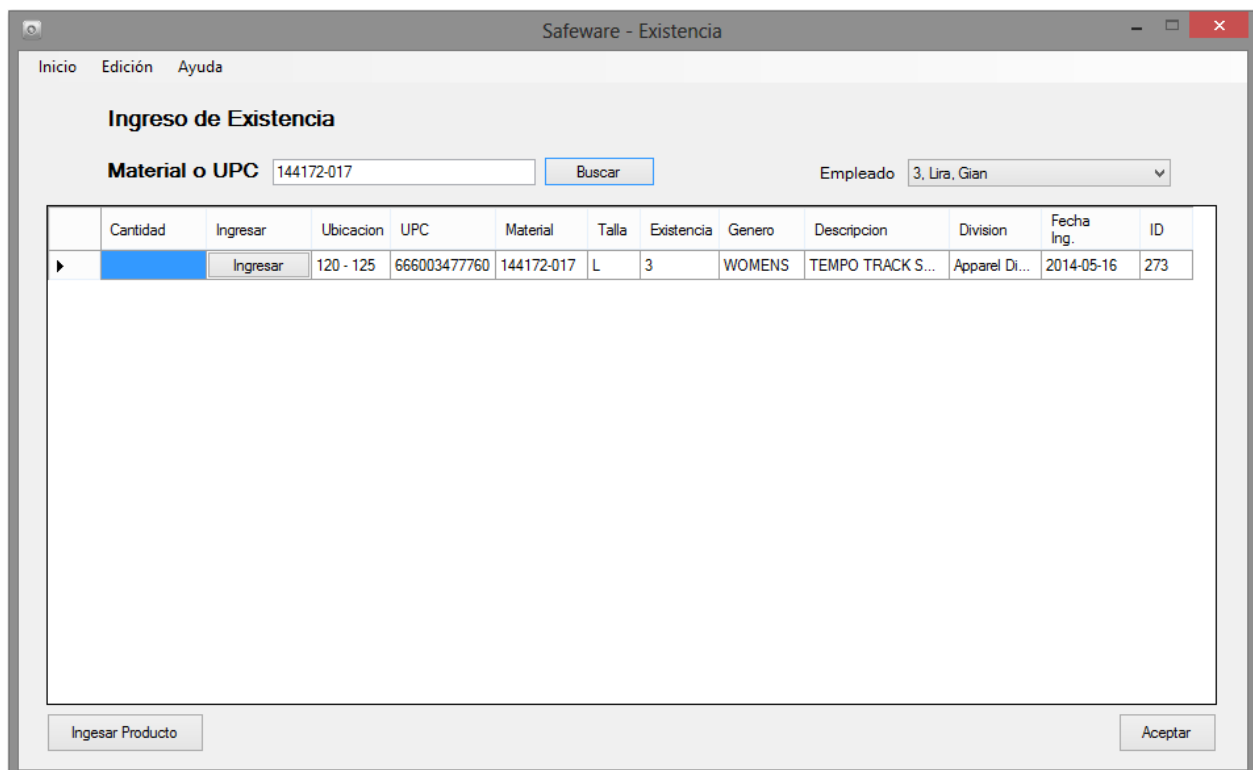 Safeware - Existencia
Inicio Edición Ayuda
Ingreso de Existencia
Material o UPC 144172-017 Buscar Empleado 3, Lira, Gian
Cantidad Ingresar Ubicacion UPC Material Talla Existencia Genero Descripcion Division Fecha Ing. ID
Ingresar 120 - 125 666003477760 144172-017 L 3 WOMENS TEMPO TRACK S... Apparel Di... 2014-05-16 273
Ingesar Producto Aceptar